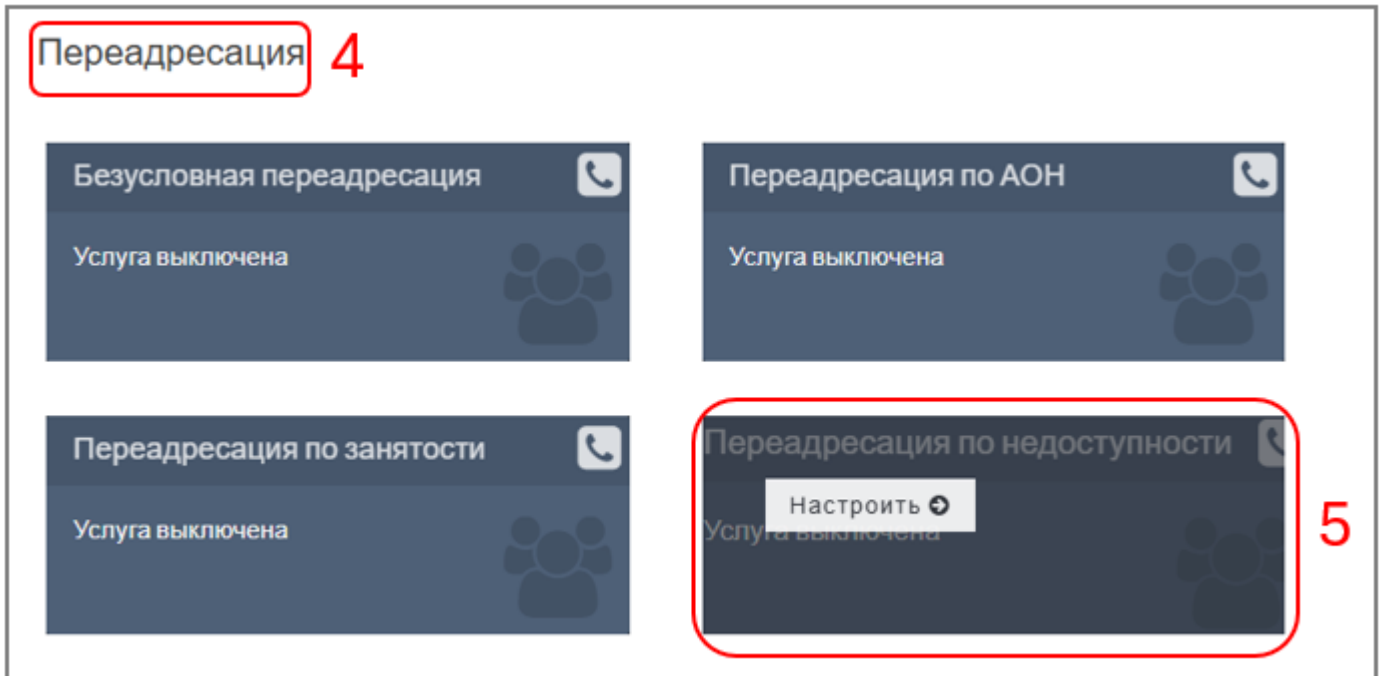 Переадресация 4
Безусловная переадресация
Переадресация по АОН
Услуга выключена
Услуга выключена
Переадресация по занятости
Переадресация по недоступности
Настроить
Услуга выключена
Услуга выключена
5